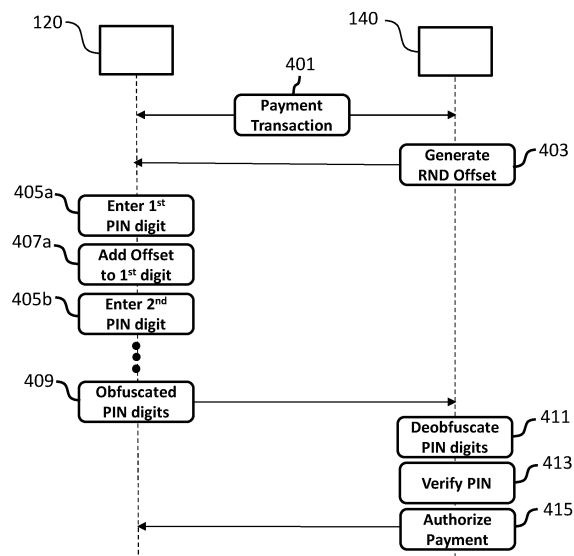 120
140
401
Payment
Transaction
Generate
RND Offset
403
405a
Enter 1st
PIN digit
407a
Add Offset
to 1st digit
405b
Enter 2nd
PIN digit
409
Obfuscated
PIN digits
Deobfuscate
PIN digits
411
Verify PIN
413
Authorize
Payment
415